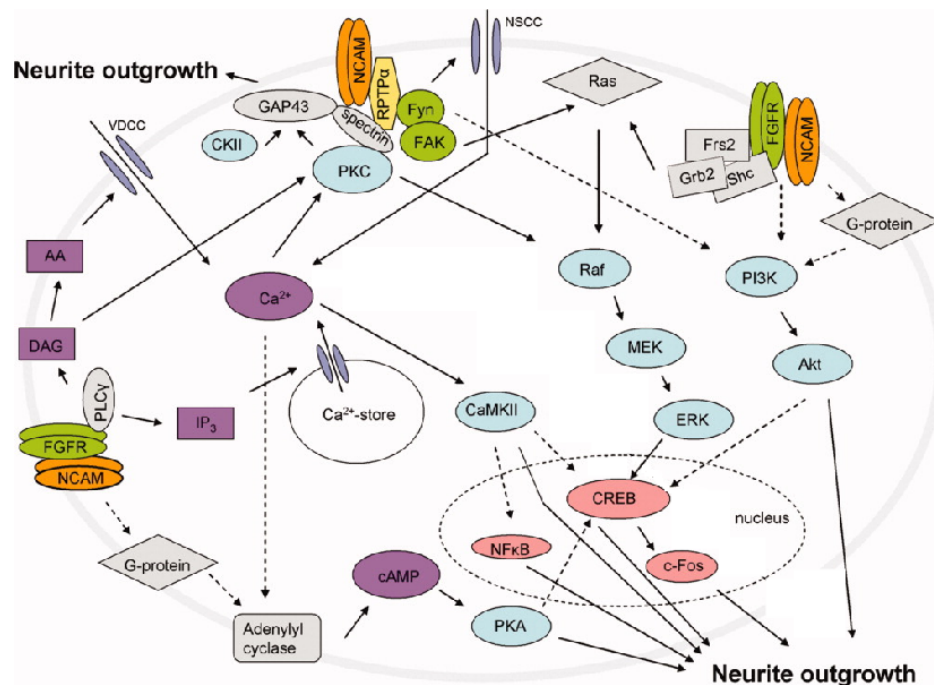 NSCC
NCAM
RPTPα
Neurite outgrowth
GAP43
Fyn
Ras
FGFR
NCAM
VDCC
spectrin
Frs2
CKII
FAK
PKC
Grb2
Shc
G-protein
AA
Raf
PI3K
Ca²⁺
DAG
MEK
Akt
PLCγ
IP₃
Ca²⁺-store
CaMKII
ERK
FGFR
NCAM
CREB
nucleus
NFκB
c-Fos
G-protein
cAMP
PKA
Adenylyl
cyclase
Neurite outgrowth